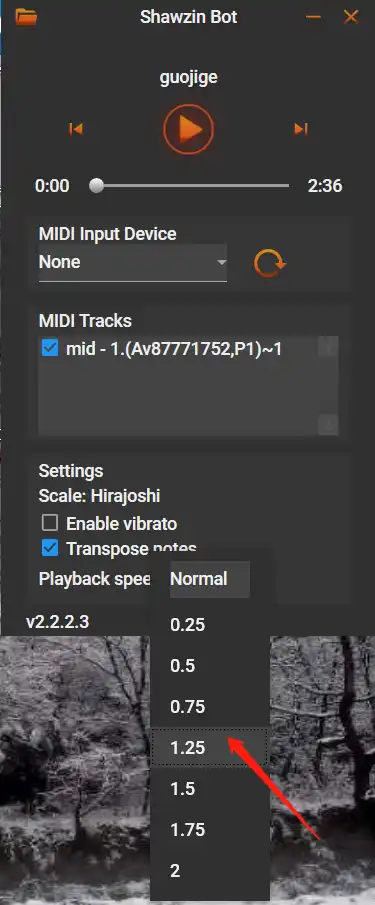 Shawzin Bot
guojige
0:00 2:36
MIDI Input Device
None
MIDI Tracks
mid - 1.(Av87771752,P1)~1
Settings
Scale: Hirajoshi
Enable vibrato
Transpose notes
Playback spee Normal
v2.2.2.3
0.25
0.5
0.75
1.25
1.5
1.75
2